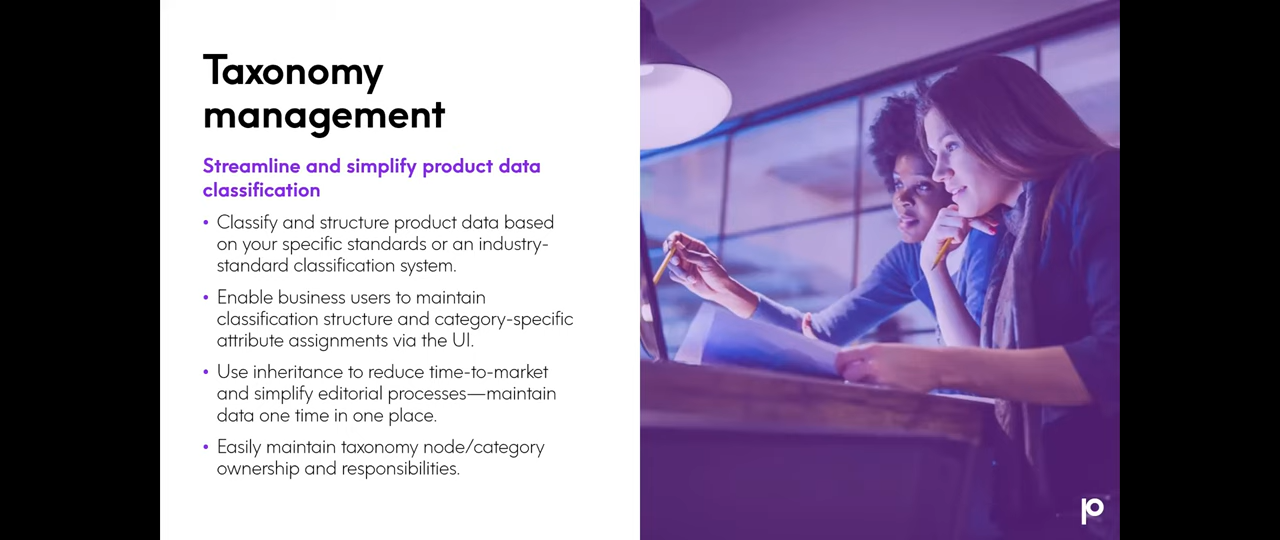 Taxonomy
management
Streamline and simplify product data
classification
• Classify and structure product data based
on your specific standards or an industry-
standard classification system.
• Enable business users to maintain
classification structure and category-specific
attribute assignments via the UI.
• Use inheritance to reduce time-to-market
and simplify editorial processes—maintain
data one time in one place.
• Easily maintain taxonomy node/category
ownership and responsibilities.